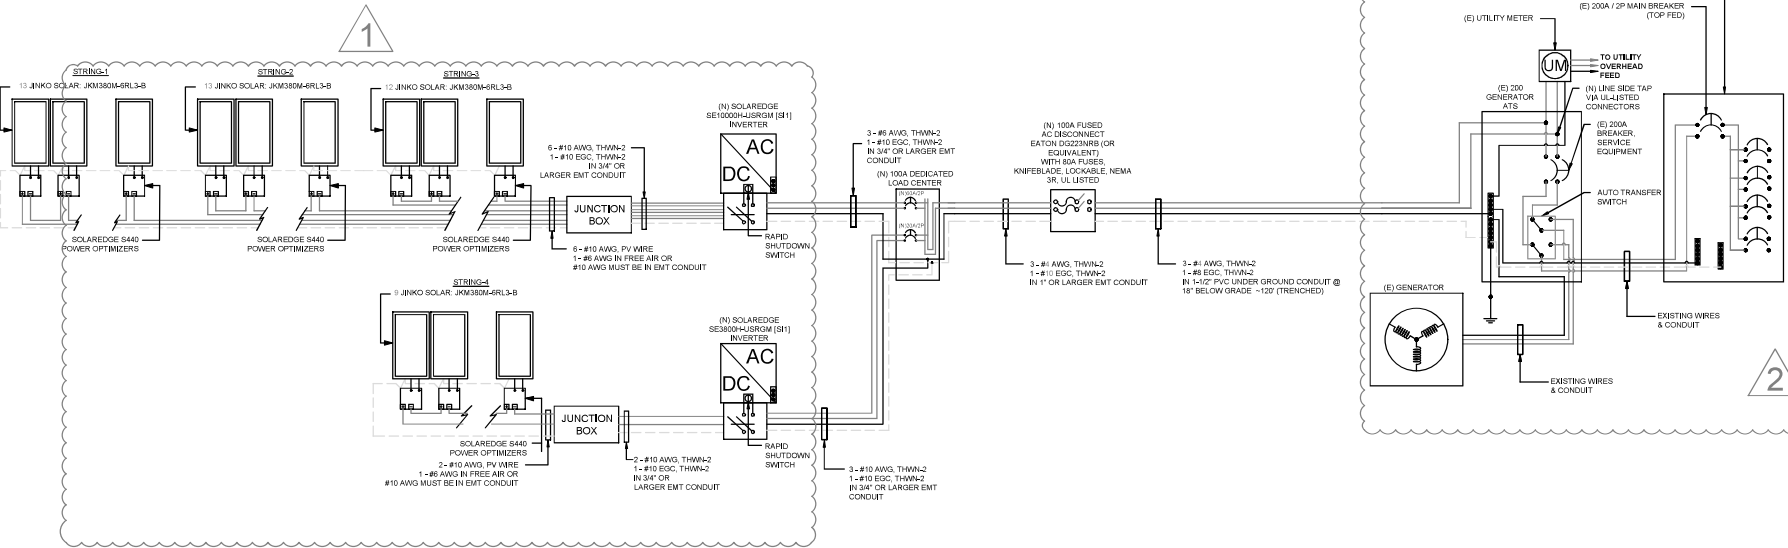 1
STRING-1
13 JINKO SOLAR: JKM380M-6RL3-B
STRING-2
13 JINKO SOLAR: JKM380M-6RL3-B
STRING-3
12 JINKO SOLAR: JKM380M-6RL3-B
SOLAREDGE S440
POWER OPTIMIZERS
SOLAREDGE S440
POWER OPTIMIZERS
SOLAREDGE S440
POWER OPTIMIZERS
6 - #10 AWG, THWN-2
1 - #10 EGC, THWN-2
IN 3/4" OR
LARGER EMT CONDUIT
JUNCTION
BOX
6 - #10 AWG, PV WIRE
1 - #6 AWG IN FREE AIR OR
#10 AWG MUST BE IN EMT CONDUIT
(N) SOLAREDGE
SE10000H-USRGM [SI1]
INVERTER
AC
DC
RAPID
SHUTDOWN
SWITCH
STRING-4
9 JINKO SOLAR: JKM380M-6RL3-B
SOLAREDGE S440
POWER OPTIMIZERS
2 - #10 AWG, PV WIRE
1 - #6 AWG IN FREE AIR OR
#10 AWG MUST BE IN EMT CONDUIT
JUNCTION
BOX
2 - #10 AWG, THWN-2
1 - #10 EGC, THWN-2
IN 3/4" OR
LARGER EMT CONDUIT
(N) SOLAREDGE
SE3800H-USRGM [SI1]
INVERTER
AC
DC
RAPID
SHUTDOWN
SWITCH
3 - #6 AWG, THWN-2
1 - #10 EGC, THWN-2
IN 3/4" OR LARGER EMT
CONDUIT
3 - #10 AWG, THWN-2
1 - #10 EGC, THWN-2
IN 3/4" OR LARGER EMT
CONDUIT
(N) 100A DEDICATED
LOAD CENTER
(N)60A/2P
(N)20A/2P
(N) 100A FUSED
AC DISCONNECT
EATON DG223NRB (OR
EQUIVALENT)
WITH 80A FUSES,
KNIFEBLADE, LOCKABLE, NEMA
3R, UL LISTED
3 - #4 AWG, THWN-2
1 - #10 EGC, THWN-2
IN 1" OR LARGER EMT CONDUIT
3 - #4 AWG, THWN-2
1 - #8 EGC, THWN-2
IN 1-1/2" PVC UNDER GROUND CONDUIT @
18" BELOW GRADE ~120' (TRENCHED)
(E) UTILITY METER
UM
TO UTILITY
OVERHEAD
FEED
(E) 200A / 2P MAIN BREAKER
(TOP FED)
(E) 200
GENERATOR
ATS
(N) LINE SIDE TAP
VIA UL-LISTED
CONNECTORS
(E) 200A
BREAKER,
SERVICE
EQUIPMENT
AUTO TRANSFER
SWITCH
(E) GENERATOR
EXISTING WIRES
& CONDUIT
EXISTING WIRES
& CONDUIT
2